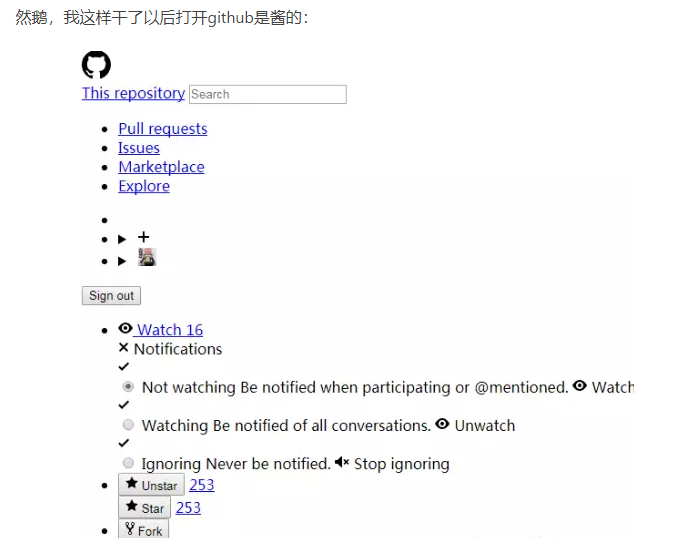 然鹅，我这样干了以后打开github是酱的：
This repository Search
Pull requests
Issues
Marketplace
Explore
Sign out
Watch 16
Notifications
Not watching Be notified when participating or @mentioned. Watch
Watching Be notified of all conversations. Unwatch
Ignoring Never be notified. Stop ignoring
Unstar 253
Star 253
Fork